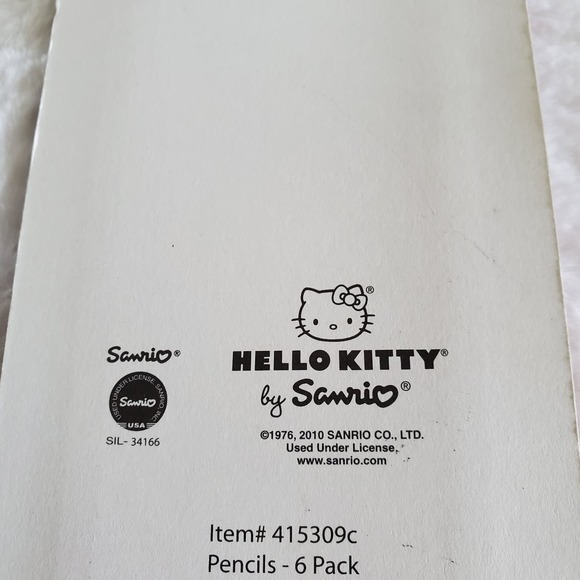 Sanrio®
USED UNDER LICENSE, SANRIO INC.
Sanrio
USA
SIL- 34166
®
HELLO KITTY®
by Sanrio®
©1976, 2010 SANRIO CO., LTD.
Used Under License.
www.sanrio.com
Item# 415309c
Pencils - 6 Pack